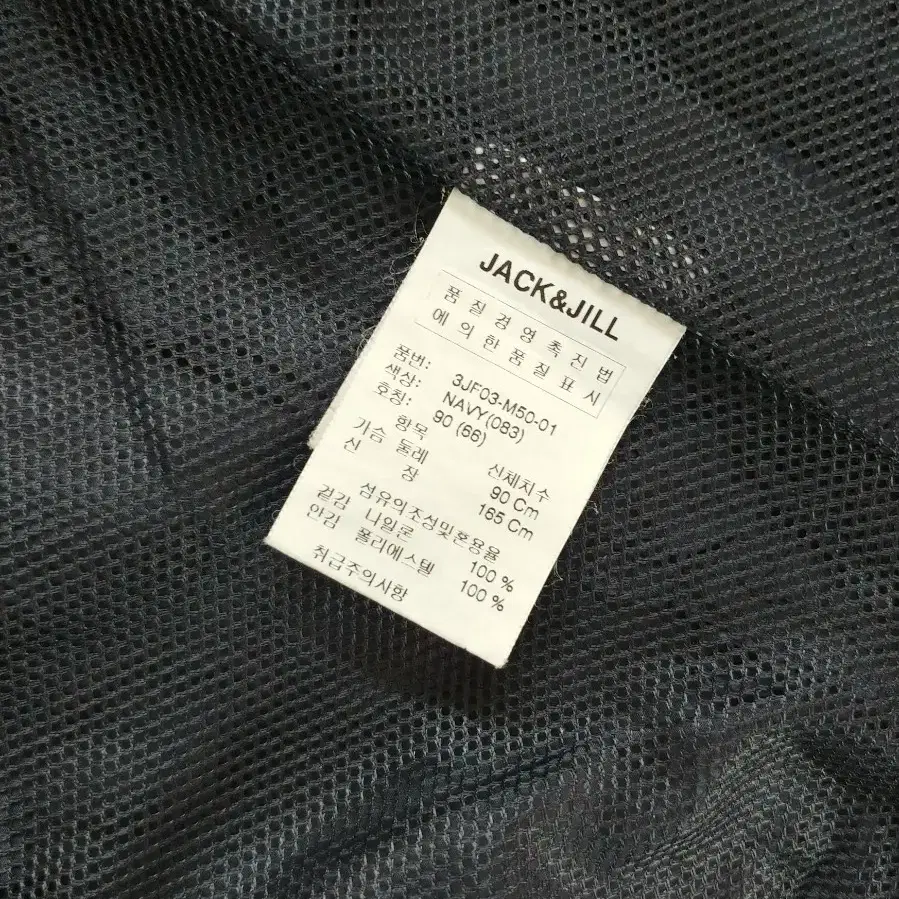 JACK&JILL
품질경영촉진법
에의한품질표시
품번: 3JF03-M50-01
색상: NAVY(083)
호칭: 90 (66)
항목 신체치수
가슴둘레 90 Cm
신장 165 Cm
섬유의조성및혼용율
겉감 나일론 100 %
안감 폴리에스텔 100 %
취급주의사항